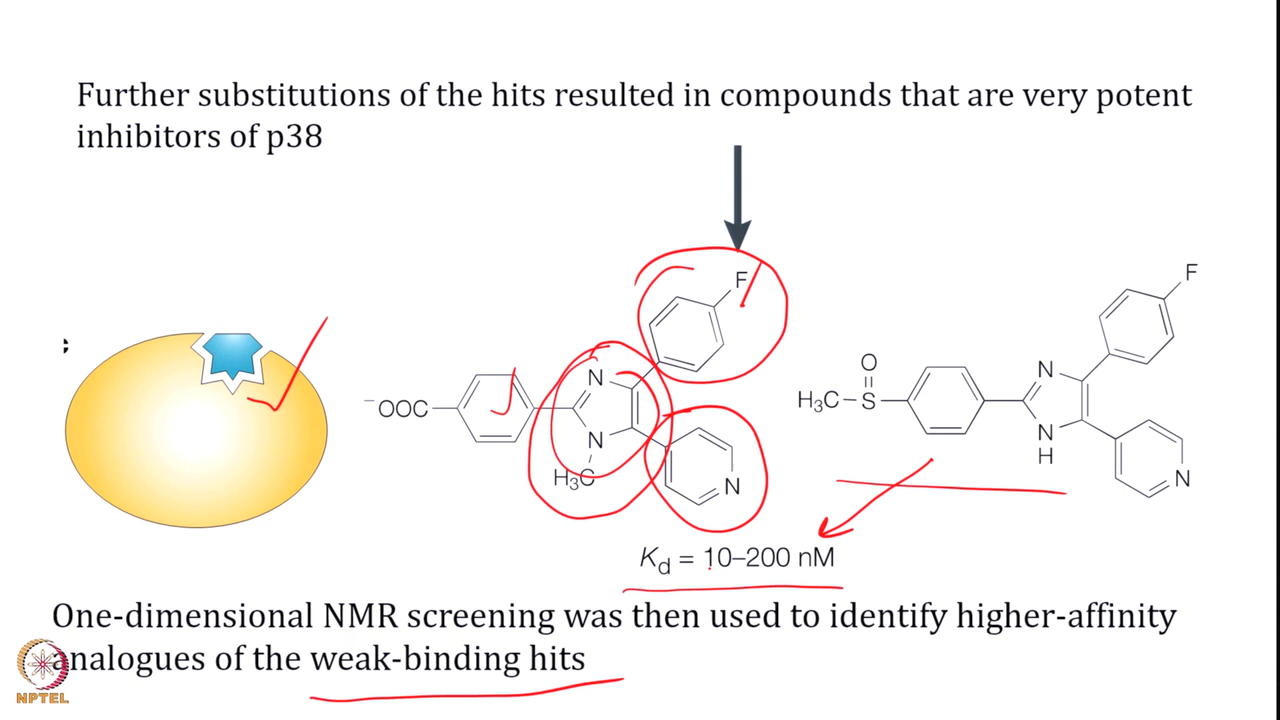 Further substitutions of the hits resulted in compounds that are very potent
inhibitors of p38
F
N
⁻OOC
N
H₃C
N
O
H₃C–S
N
N
H
F
N
Kd = 10–200 nM
One-dimensional NMR screening was then used to identify higher-affinity
analogues of the weak-binding hits
NPTEL